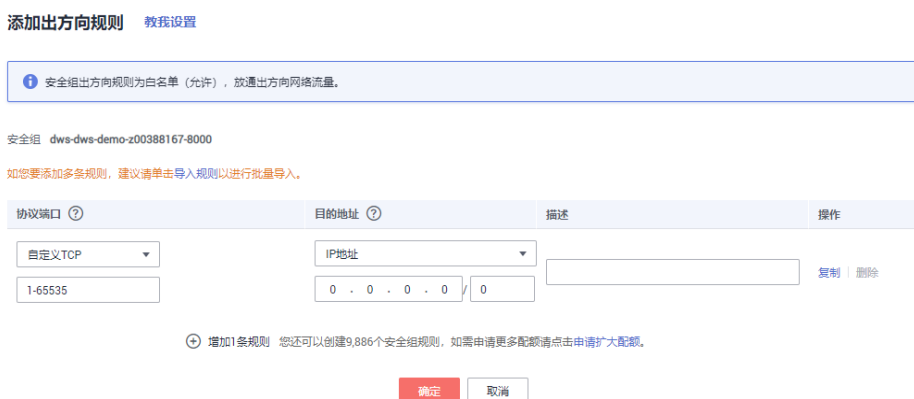 添加出方向规则 教我设置
安全组出方向规则为白名单（允许），放通出方向网络流量。
安全组 dws-dws-demo-z00388167-8000
如您要添加多条规则，建议请单击导入规则以进行批量导入。
协议端口 ? 目的地址 ? 描述 操作
自定义TCP IP地址
复制 删除
1-65535 0 . 0 . 0 . 0 / 0
增加1条规则 您还可以创建9,886个安全组规则，如需申请更多配额请点击申请扩大配额。
确定 取消